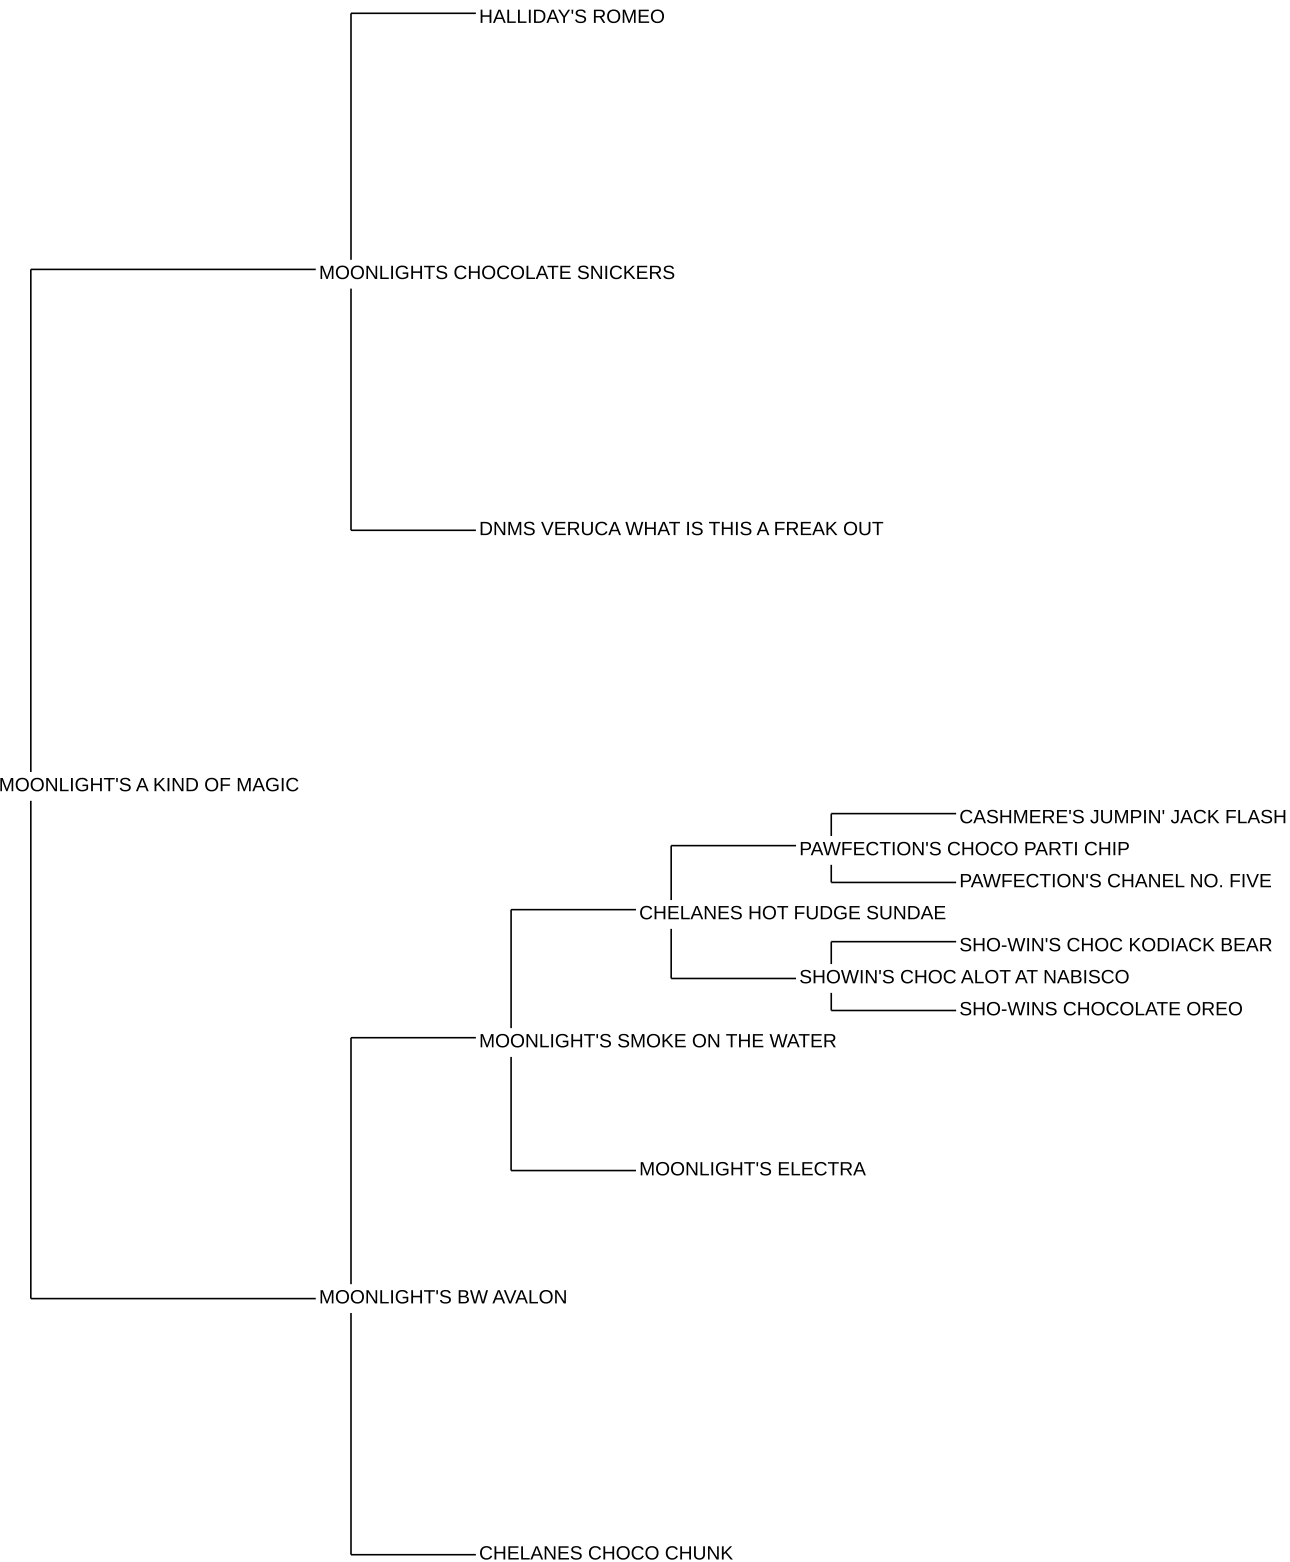 HALLIDAY'S ROMEO
MOONLIGHTS CHOCOLATE SNICKERS
DNMS VERUCA WHAT IS THIS A FREAK OUT
MOONLIGHT'S A KIND OF MAGIC
CASHMERE'S JUMPIN' JACK FLASH
PAWFECTION'S CHOCO PARTI CHIP
PAWFECTION'S CHANEL NO. FIVE
CHELANES HOT FUDGE SUNDAE
SHO-WIN'S CHOC KODIACK BEAR
SHOWIN'S CHOC ALOT AT NABISCO
SHO-WINS CHOCOLATE OREO
MOONLIGHT'S SMOKE ON THE WATER
MOONLIGHT'S ELECTRA
MOONLIGHT'S BW AVALON
CHELANES CHOCO CHUNK